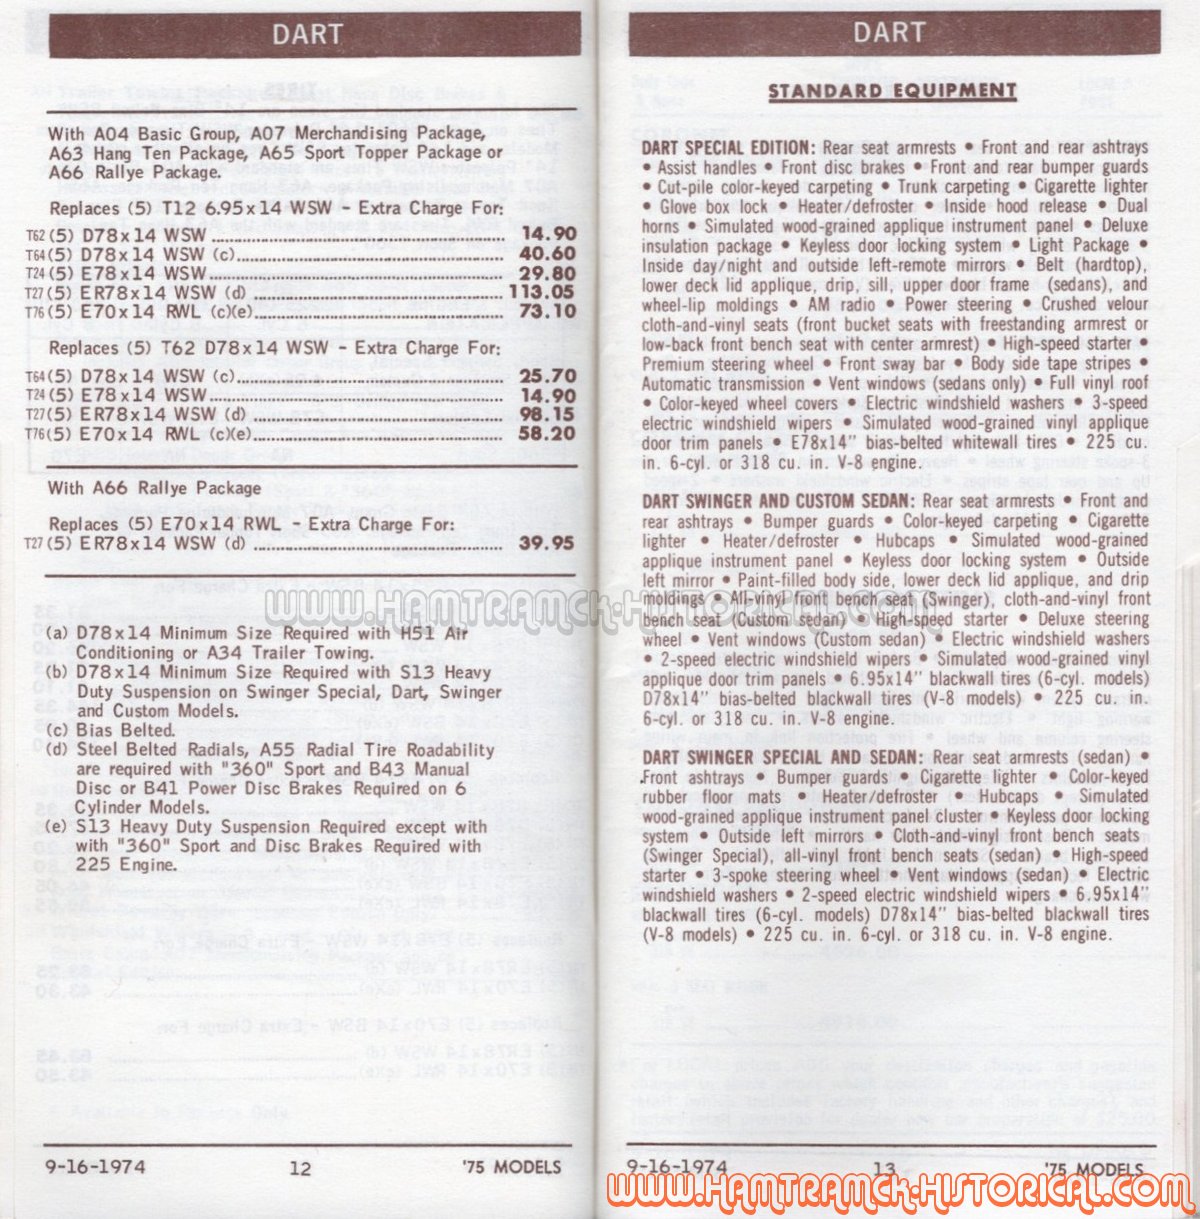 DART
With A04 Basic Group, A07 Merchandising Package,
A63 Hang Ten Package, A65 Sport Topper Package or
A66 Rallye Package.
Replaces (5) T12 6.95x14 WSW - Extra Charge For:
T62 (5) D78x14 WSW 14.90
T64 (5) D78x14 WSW (c) 40.60
T24 (5) E78x14 WSW 29.80
T27 (5) ER78x14 WSW (d) 113.05
T76 (5) E70x14 RWL (c)(e) 73.10
Replaces (5) T62 D78x14 WSW - Extra Charge For:
T64 (5) D78x14 WSW (c) 25.70
T24 (5) E78x14 WSW 14.90
T27 (5) ER78x14 WSW (d) 98.15
T76 (5) E70x14 RWL (c)(e) 58.20
With A66 Rallye Package
Replaces (5) E70x14 RWL - Extra Charge For:
T27 (5) ER78x14 WSW (d) 39.95
(a) D78x14 Minimum Size Required with H51 Air
Conditioning or A34 Trailer Towing.
(b) D78x14 Minimum Size Required with S13 Heavy
Duty Suspension on Swinger Special, Dart, Swinger
and Custom Models.
(c) Bias Belted.
(d) Steel Belted Radials, A55 Radial Tire Roadability
are required with "360" Sport and B43 Manual
Disc or B41 Power Disc Brakes Required on 6
Cylinder Models.
(e) S13 Heavy Duty Suspension Required except with
with "360" Sport and Disc Brakes Required with
225 Engine.
9-16-1974 12 '75 MODELS
DART
STANDARD EQUIPMENT
DART SPECIAL EDITION: Rear seat armrests • Front and rear ashtrays
• Assist handles • Front disc brakes • Front and rear bumper guards
• Cut-pile color-keyed carpeting • Trunk carpeting • Cigarette lighter
• Glove box lock • Heater/defroster • Inside hood release • Dual
horns • Simulated wood-grained applique instrument panel • Deluxe
insulation package • Keyless door locking system • Light Package •
Inside day/night and outside left-remote mirrors • Belt (hardtop),
lower deck lid applique, drip, sill, upper door frame (sedans), and
wheel-lip moldings • AM radio • Power steering • Crushed velour
cloth-and-vinyl seats (front bucket seats with freestanding armrest or
low-back front bench seat with center armrest) • High-speed starter •
Premium steering wheel • Front sway bar • Body side tape stripes •
Automatic transmission • Vent windows (sedans only) • Full vinyl roof
• Color-keyed wheel covers • Electric windshield washers • 3-speed
electric windshield wipers • Simulated wood-grained vinyl applique
door trim panels • E78x14" bias-belted whitewall tires • 225 cu.
in. 6-cyl. or 318 cu. in. V-8 engine.
DART SWINGER AND CUSTOM SEDAN: Rear seat armrests • Front and
rear ashtrays • Bumper guards • Color-keyed carpeting • Cigarette
lighter • Heater/defroster • Hubcaps • Simulated wood-grained
applique instrument panel • Keyless door locking system • Outside
left mirror • Paint-filled body side, lower deck lid applique, and drip
moldings • All-vinyl front bench seat (Swinger), cloth-and-vinyl front
bench seat (Custom sedan) • High-speed starter • Deluxe steering
wheel • Vent windows (Custom sedan) • Electric windshield washers
• 2-speed electric windshield wipers • Simulated wood-grained vinyl
applique door trim panels • 6.95x14" blackwall tires (6-cyl. models)
D78x14" bias-belted blackwall tires (V-8 models) • 225 cu. in.
6-cyl. or 318 cu. in. V-8 engine.
DART SWINGER SPECIAL AND SEDAN: Rear seat armrests (sedan) •
Front ashtrays • Bumper guards • Cigarette lighter • Color-keyed
rubber floor mats • Heater/defroster • Hubcaps • Simulated
wood-grained applique instrument panel cluster • Keyless door locking
system • Outside left mirrors • Cloth-and-vinyl front bench seats
(Swinger Special), all-vinyl front bench seats (sedan) • High-speed
starter • 3-spoke steering wheel • Vent windows (sedan) • Electric
windshield washers • 2-speed electric windshield wipers • 6.95x14"
blackwall tires (6-cyl. models) D78x14" bias-belted blackwall tires
(V-8 models) • 225 cu. in. 6-cyl. or 318 cu. in. V-8 engine.
9-16-1974 13 '75 MODELS
www.Hamtramck-Historical.com
www.Hamtramck-Historical.com